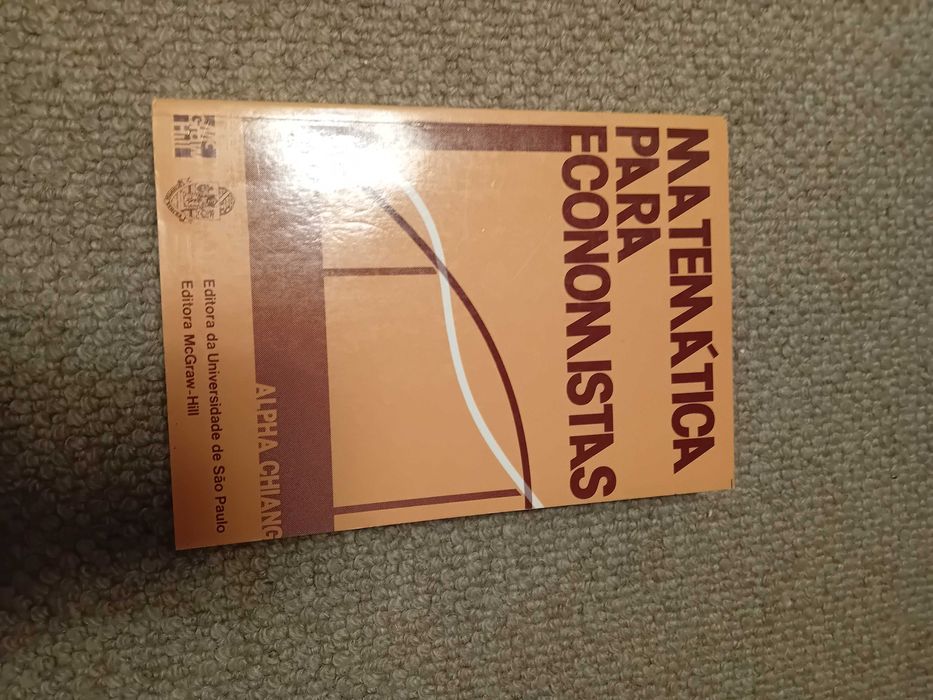 MATEMÁTICA
PARA
ECONOMISTAS
ALPHA CHIANG
Editora da Universidade de São Paulo
Editora McGraw-Hill